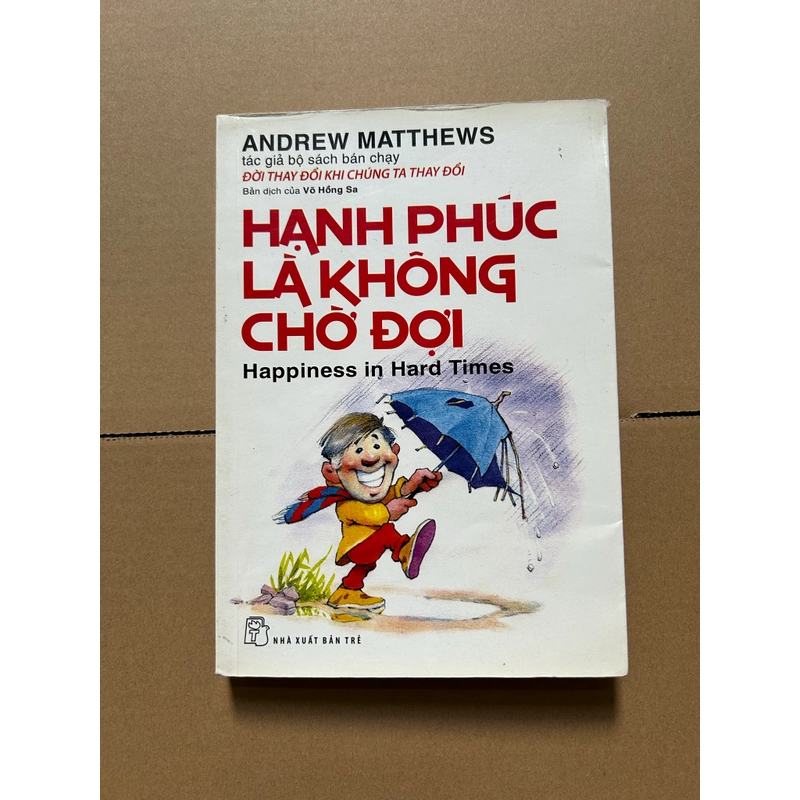 ANDREW MATTHEWS
tác giả bộ sách bán chạy
ĐỜI THAY ĐỔI KHI CHÚNG TA THAY ĐỔI
Bản dịch của Võ Hồng Sa
HẠNH PHÚC
LÀ KHÔNG
CHỜ ĐỢI
Happiness in Hard Times
NHÀ XUẤT BẢN TRẺ